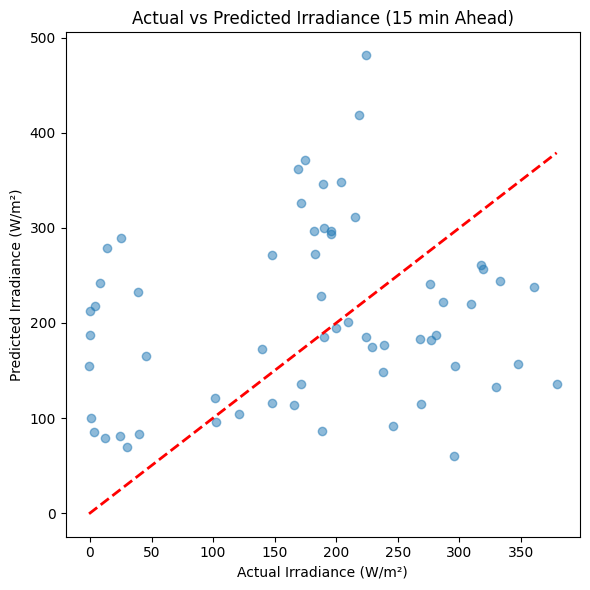 Actual vs Predicted Irradiance (15 min Ahead)
500
400
300
200
100
0
Predicted Irradiance (W/m²)
0 50 100 150 200 250 300 350
Actual Irradiance (W/m²)